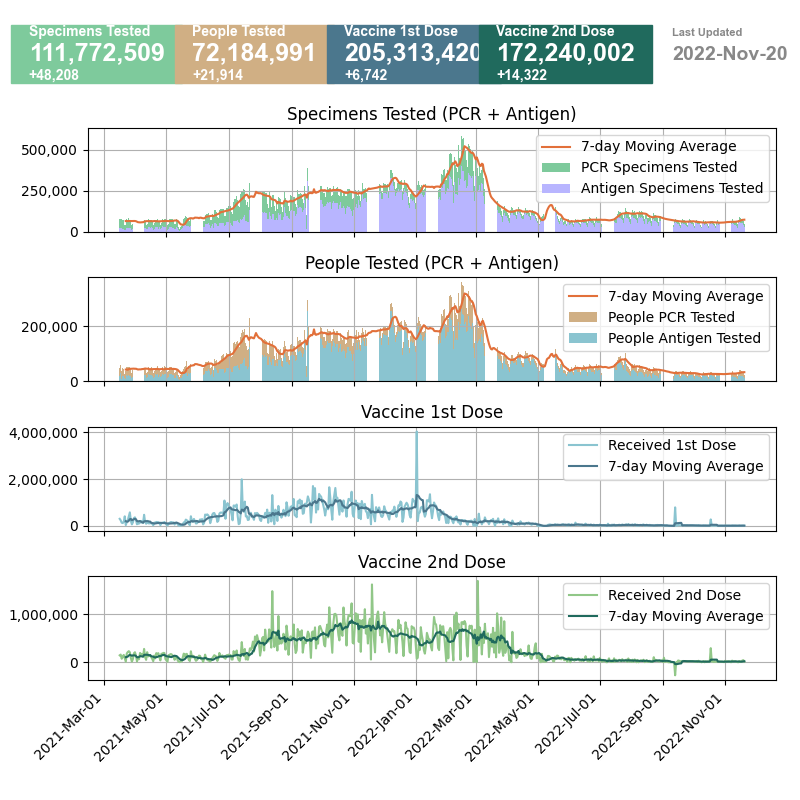 Specimens Tested
111,772,509
+48,208
People Tested
72,184,991
+21,914
Vaccine 1st Dose
205,313,420
+6,742
Vaccine 2nd Dose
172,240,002
+14,322
Last Updated
2022-Nov-20
Specimens Tested (PCR + Antigen)
500,000
250,000
0
7-day Moving Average
PCR Specimens Tested
Antigen Specimens Tested
People Tested (PCR + Antigen)
200,000
0
7-day Moving Average
People PCR Tested
People Antigen Tested
Vaccine 1st Dose
4,000,000
2,000,000
0
Received 1st Dose
7-day Moving Average
Vaccine 2nd Dose
1,000,000
0
Received 2nd Dose
7-day Moving Average
2021-Mar-01
2021-May-01
2021-Jul-01
2021-Sep-01
2021-Nov-01
2022-Jan-01
2022-Mar-01
2022-May-01
2022-Jul-01
2022-Sep-01
2022-Nov-01